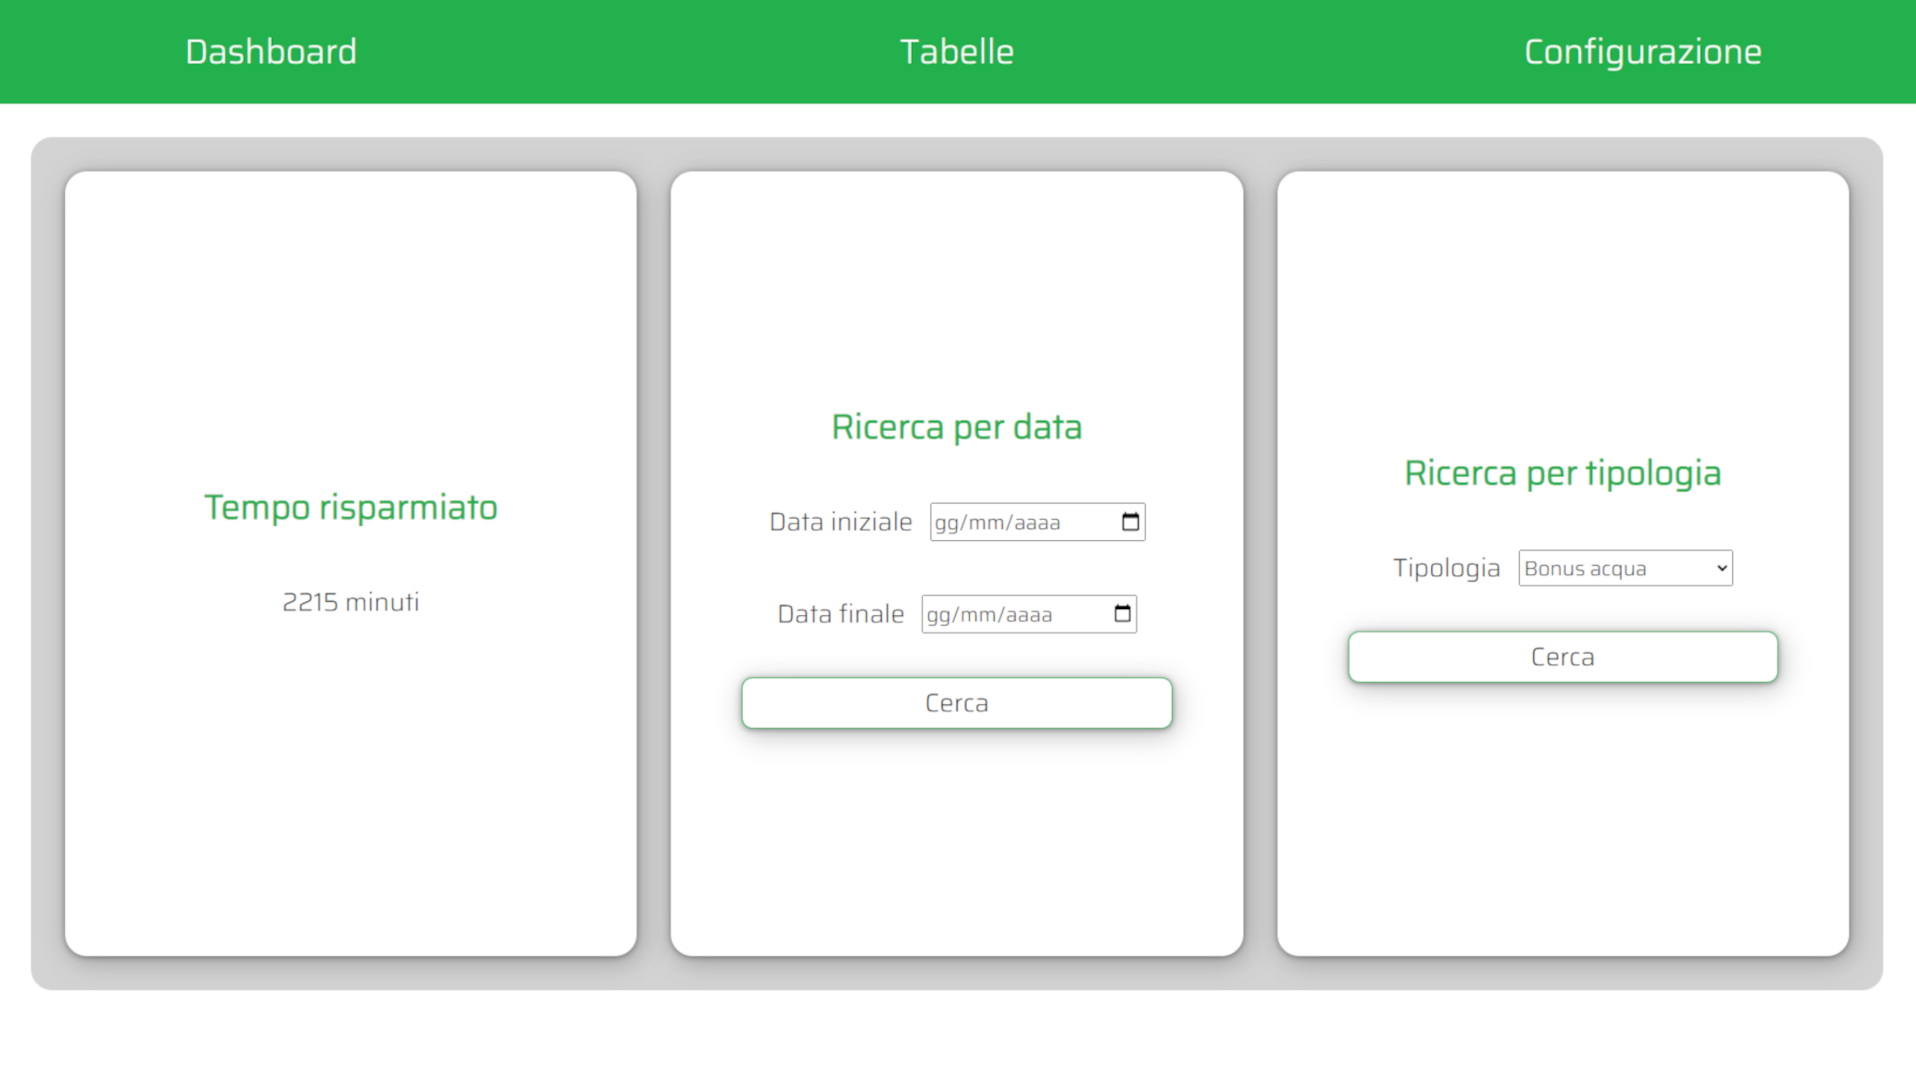 Dashboard
Tabelle
Configurazione
Tempo risparmiato
2215 minuti
Ricerca per data
Data iniziale gg/mm/aaaa
Data finale gg/mm/aaaa
Cerca
Ricerca per tipologia
Tipologia Bonus acqua
Cerca